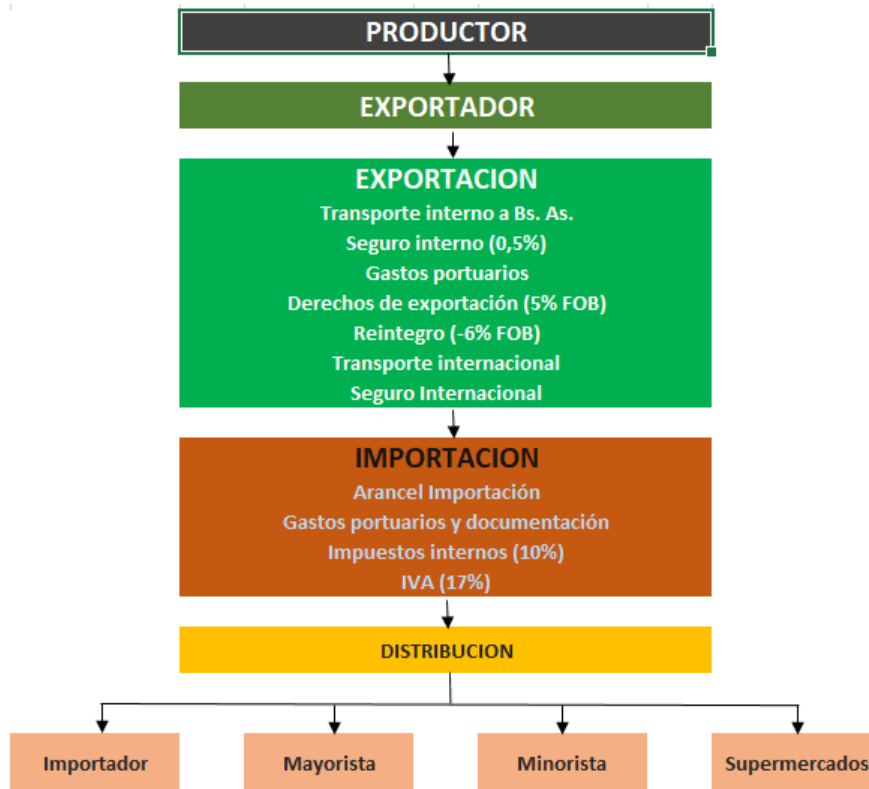 PRODUCTOR
EXPORTADOR
EXPORTACION
Transporte interno a Bs. As.
Seguro interno (0,5%)
Gastos portuarios
Derechos de exportación (5% FOB)
Reintegro (-6% FOB)
Transporte internacional
Seguro Internacional
IMPORTACION
Arancel Importación
Gastos portuarios y documentación
Impuestos internos (10%)
IVA (17%)
DISTRIBUCION
Importador
Mayorista
Minorista
Supermercados